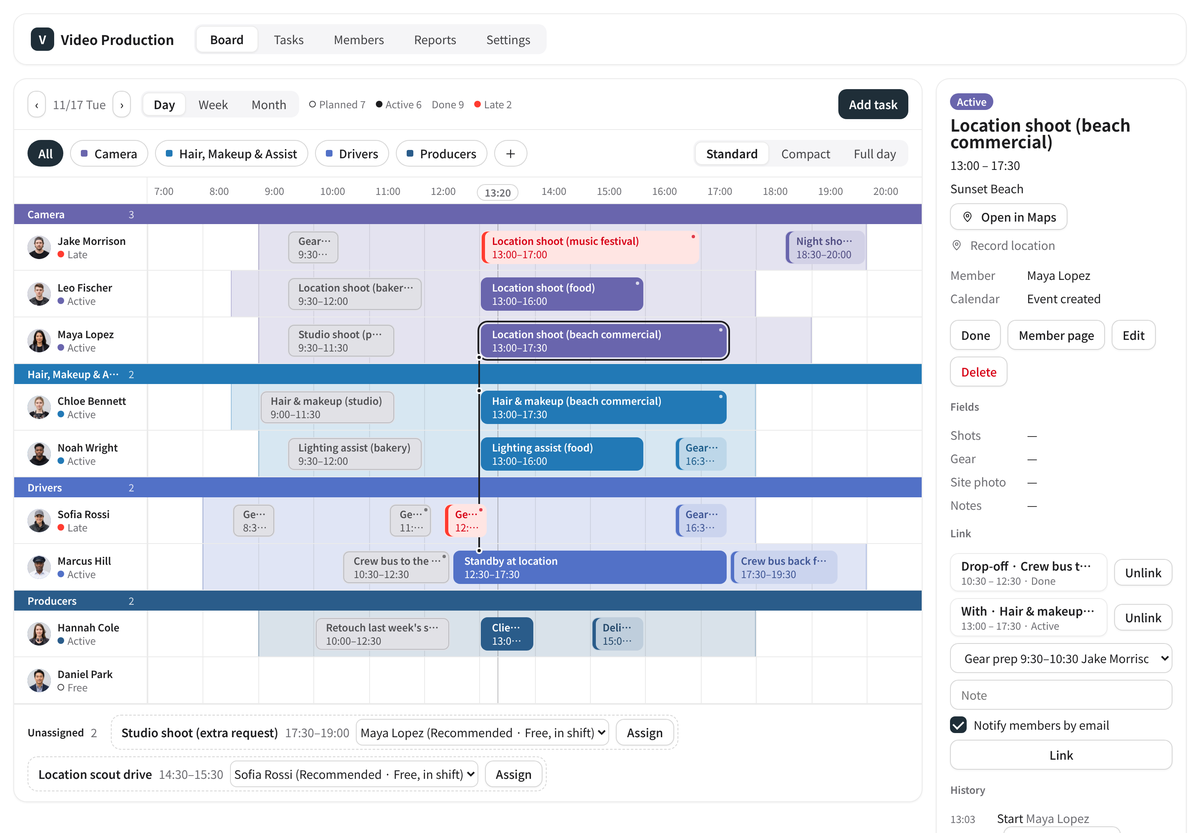 V Video Production Board Tasks Members Reports Settings
‹ 11/17 Tue › Day Week Month Planned 7 Active 6 Done 9 Late 2 Add task
All Camera Hair, Makeup & Assist Drivers Producers + Standard Compact Full day
7:00 8:00 9:00 10:00 11:00 12:00 13:20 14:00 15:00 16:00 17:00 18:00 19:00 20:00
Camera 3
Jake Morrison
Late
Gear···
9:30···
Location shoot (music festival)
13:00–17:00
Night sho···
18:30–20:00
Leo Fischer
Active
Location shoot (baker···
9:30–12:00
Location shoot (food)
13:00–16:00
Maya Lopez
Active
Studio shoot (p···
9:30–11:30
Location shoot (beach commercial)
13:00–17:30
Hair, Makeup & A··· 2
Chloe Bennett
Active
Hair & makeup (studio)
9:00–11:30
Hair & makeup (beach commercial)
13:00–17:30
Noah Wright
Active
Lighting assist (bakery)
9:30–12:00
Lighting assist (food)
13:00–16:00
Gear···
16:3···
Drivers 2
Sofia Rossi
Late
Ge···
8:3···
Ge···
11:···
Ge···
12:···
Gear···
16:3···
Marcus Hill
Active
Crew bus to the ···
10:30–12:30
Standby at location
12:30–17:30
Crew bus back f···
17:30–19:30
Producers 2
Hannah Cole
Active
Retouch last week's s···
10:00–12:30
Clie···
13:0···
Deli···
15:0···
Daniel Park
Free
Unassigned 2 Studio shoot (extra request) 17:30–19:00 Maya Lopez (Recommended · Free, in shift) Assign
Location scout drive 14:30–15:30 Sofia Rossi (Recommended · Free, in shift) Assign
Active
Location shoot (beach
commercial)
13:00 – 17:30
Sunset Beach
Open in Maps
Record location
Member Maya Lopez
Calendar Event created
Done Member page Edit
Delete
Fields
Shots —
Gear —
Site photo —
Notes —
Link
Drop-off · Crew bus t···
10:30 – 12:30 · Done
Unlink
With · Hair & makeup···
13:00 – 17:30 · Active
Unlink
Gear prep 9:30–10:30 Jake Morrisc
Note
Notify members by email
Link
History
13:03 Start Maya Lopez